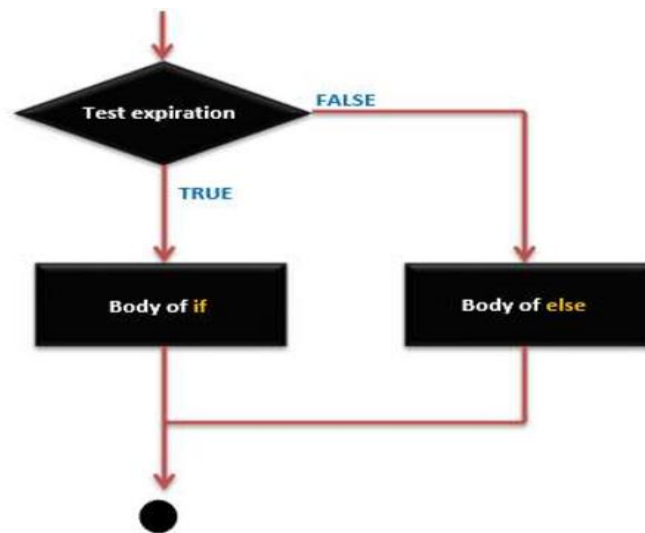 Test expiration
FALSE
TRUE
Body of if
Body of else